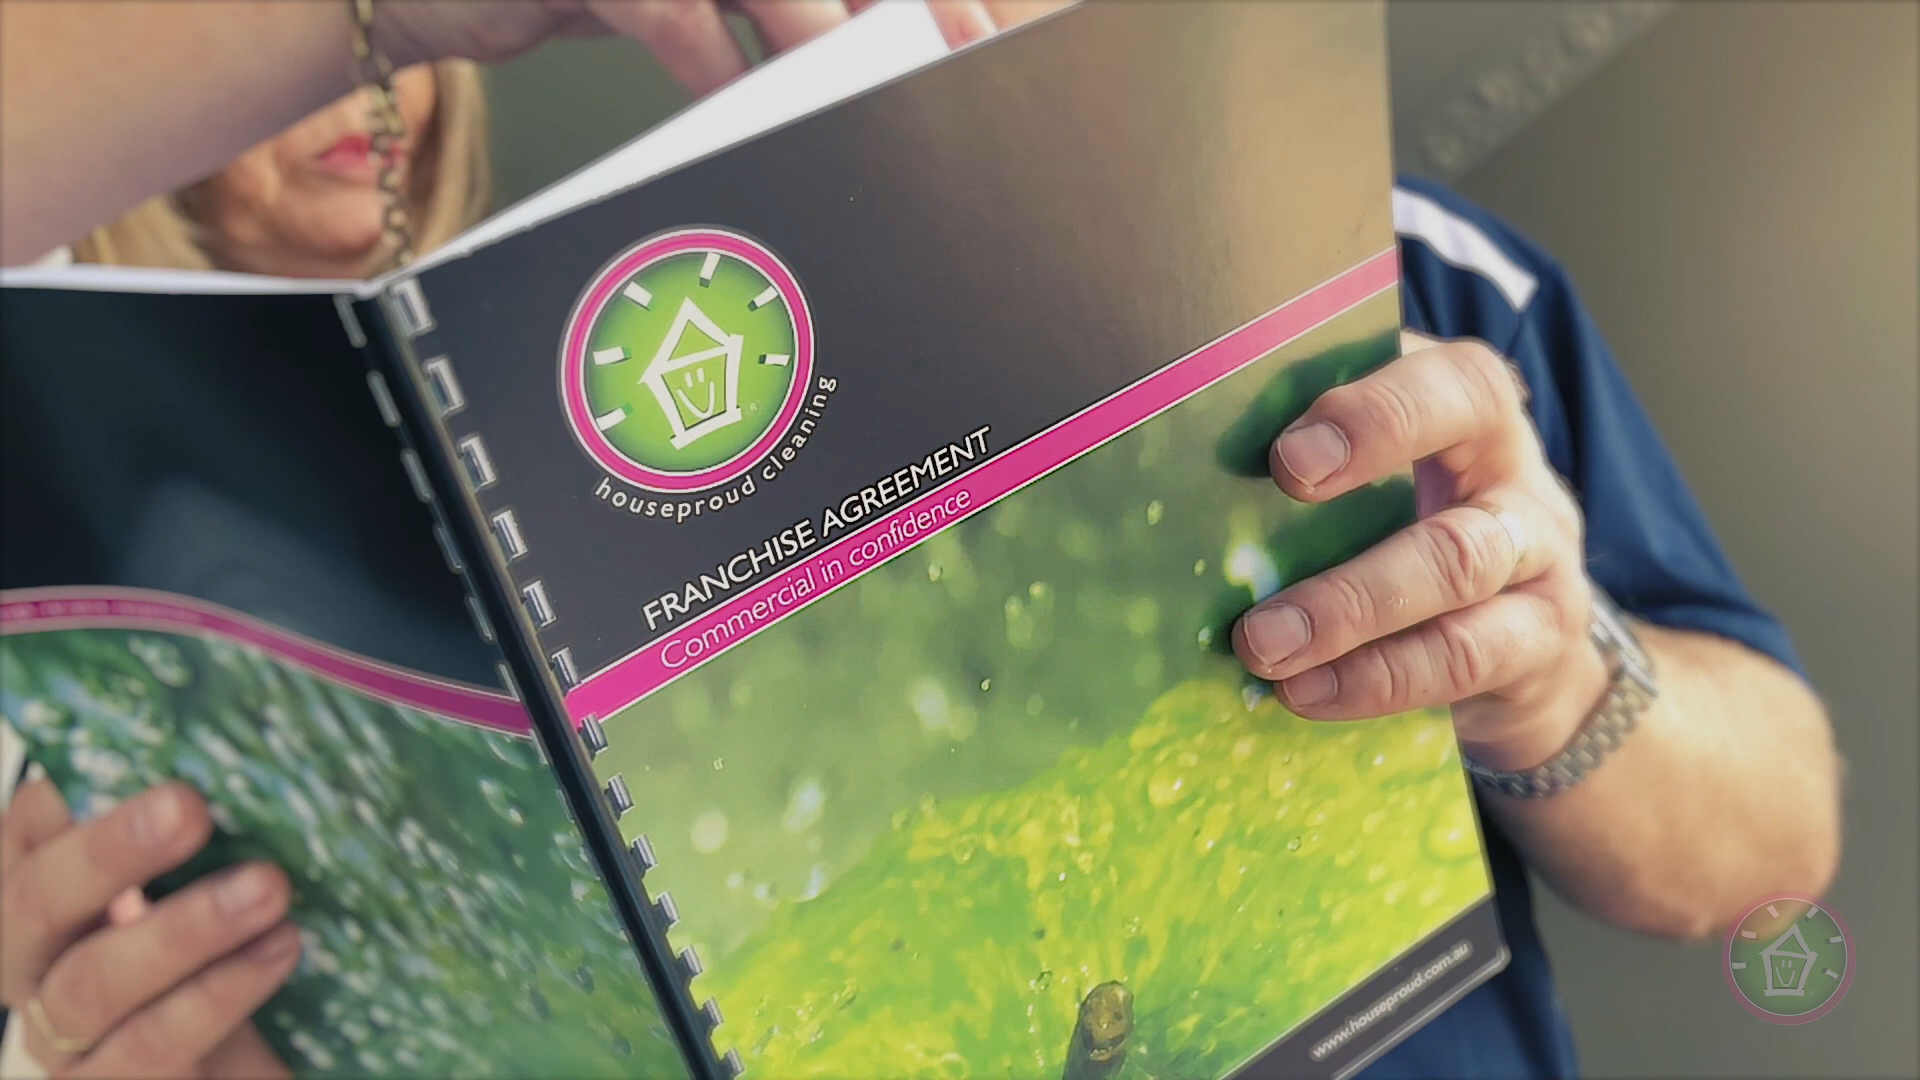 houseproud cleaning
FRANCHISE AGREEMENT
Commercial in confidence
www.houseproud.com.au